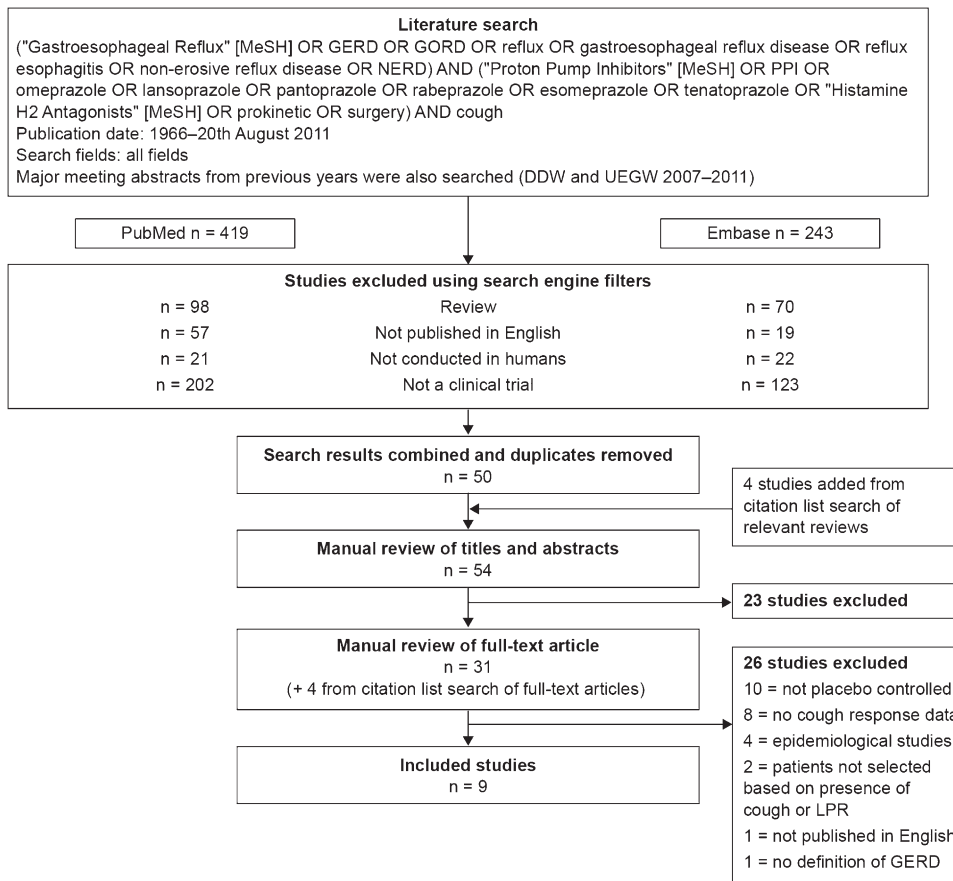 Literature search
("Gastroesophageal Reflux" [MeSH] OR GERD OR GORD OR reflux OR gastroesophageal reflux disease OR reflux
esophagitis OR non-erosive reflux disease OR NERD) AND ("Proton Pump Inhibitors" [MeSH] OR PPI OR
omeprazole OR lansoprazole OR pantoprazole OR rabeprazole OR esomeprazole OR tenatoprazole OR "Histamine
H2 Antagonists" [MeSH] OR prokinetic OR surgery) AND cough
Publication date: 1966–20th August 2011
Search fields: all fields
Major meeting abstracts from previous years were also searched (DDW and UEGW 2007–2011)
PubMed n = 419
Embase n = 243
Studies excluded using search engine filters
n = 98 Review n = 70
n = 57 Not published in English n = 19
n = 21 Not conducted in humans n = 22
n = 202 Not a clinical trial n = 123
Search results combined and duplicates removed
n = 50
4 studies added from
citation list search of
relevant reviews
Manual review of titles and abstracts
n = 54
23 studies excluded
Manual review of full-text article
n = 31
(+ 4 from citation list search of full-text articles)
26 studies excluded
10 = not placebo controlled
8 = no cough response data
4 = epidemiological studies
2 = patients not selected
based on presence of
cough or LPR
1 = not published in English
1 = no definition of GERD
Included studies
n = 9